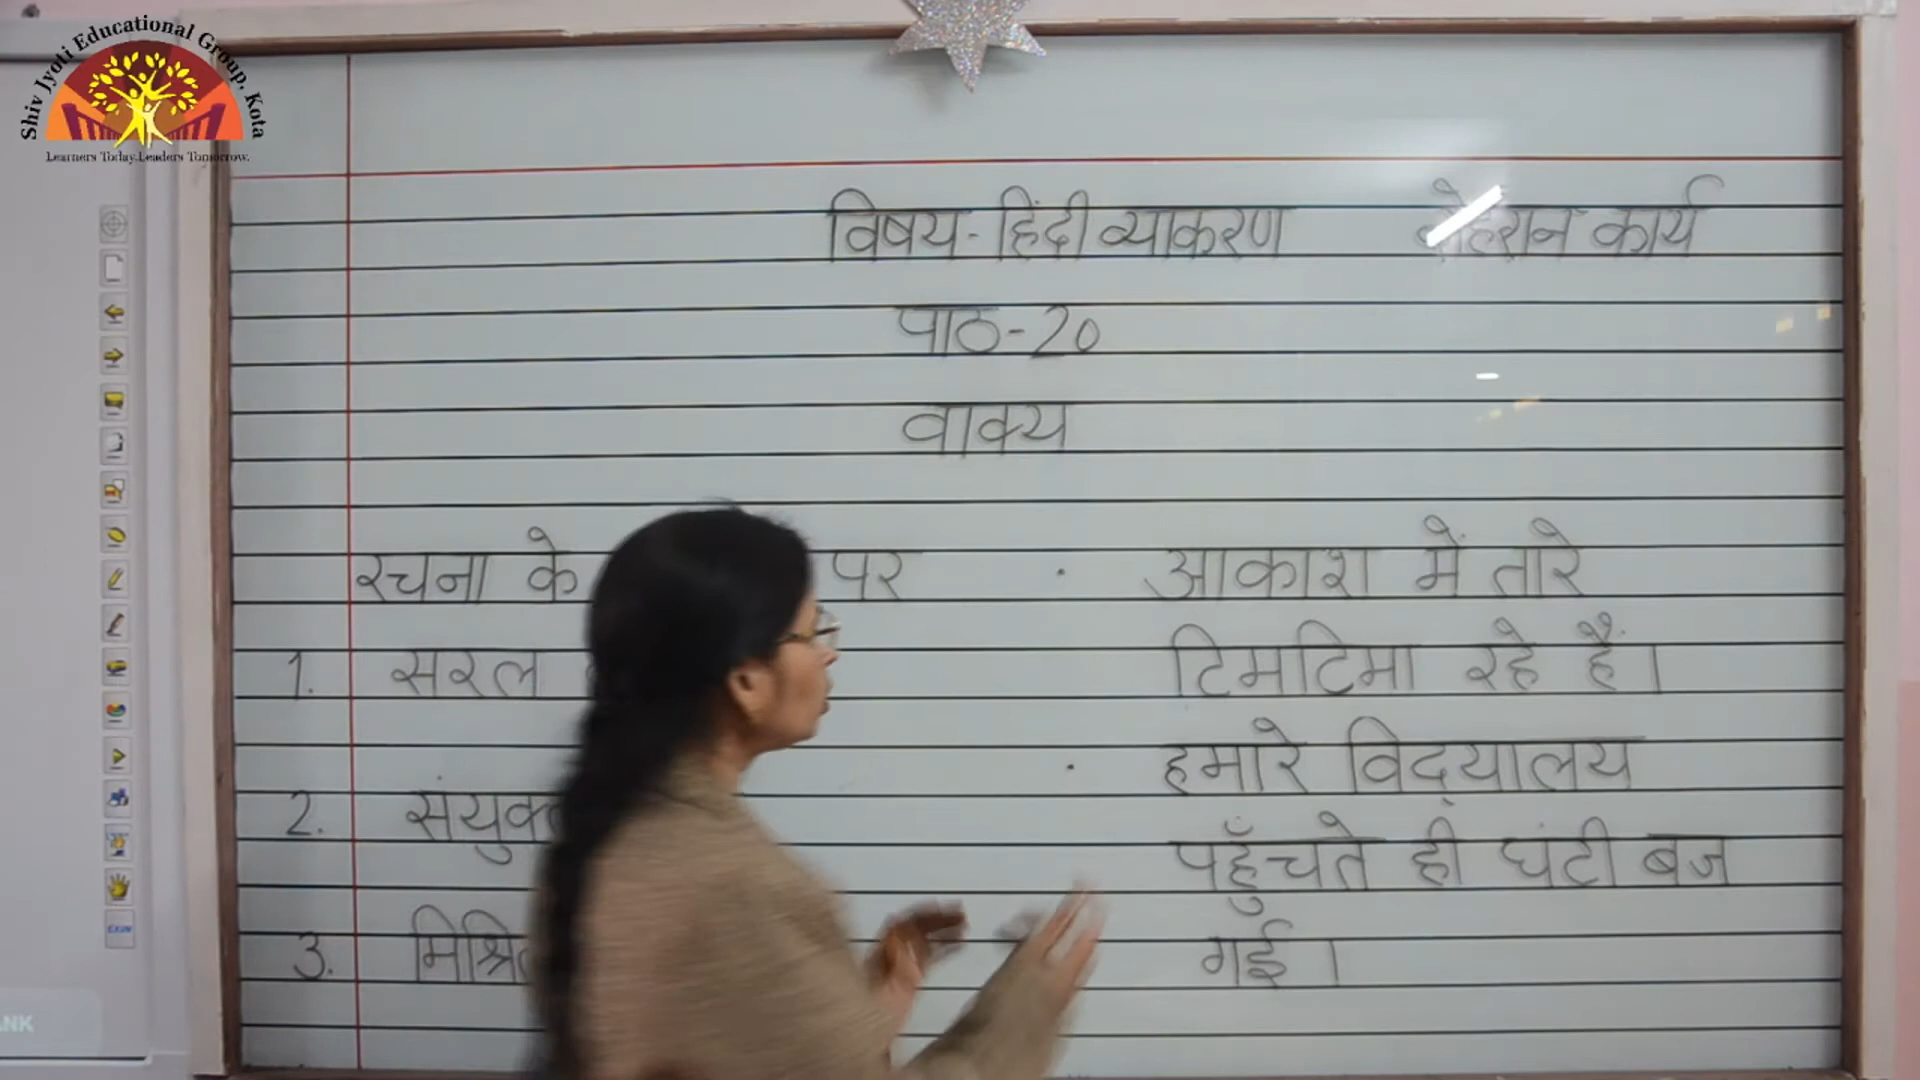 Shiv Jyoti Educational Group, Kota
Learners Today.Leaders Tomorrow.
विषय- हिंदी व्याकरण कार्य
पाठ-20
वाक्य
रचना के पर
1. सरल
2. संयुक्त
3. मिश्रित
· आकाश में तारे
टिमटिमा रहे हैं।
· हमारे विद्यालय
पहुँचते ही घंटी बज
गई।